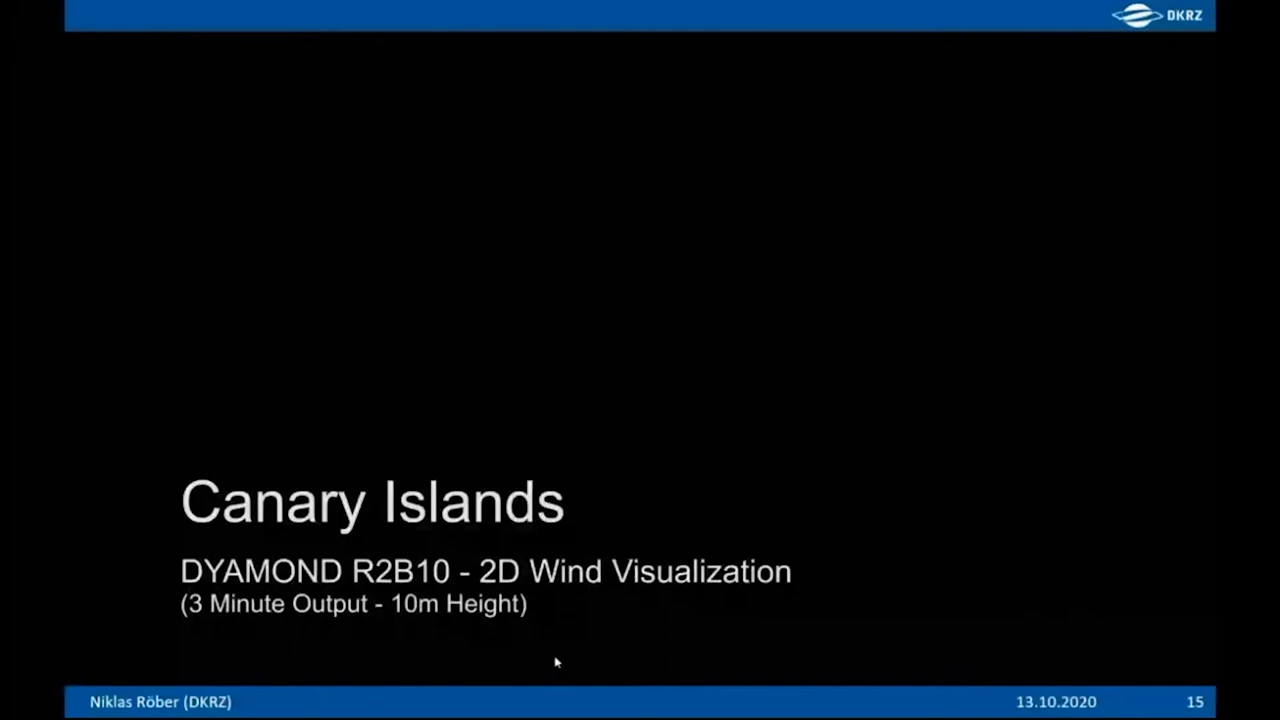 DKRZ
Canary Islands
DYAMOND R2B10 - 2D Wind Visualization
(3 Minute Output - 10m Height)
Niklas Röber (DKRZ) 13.10.2020 15